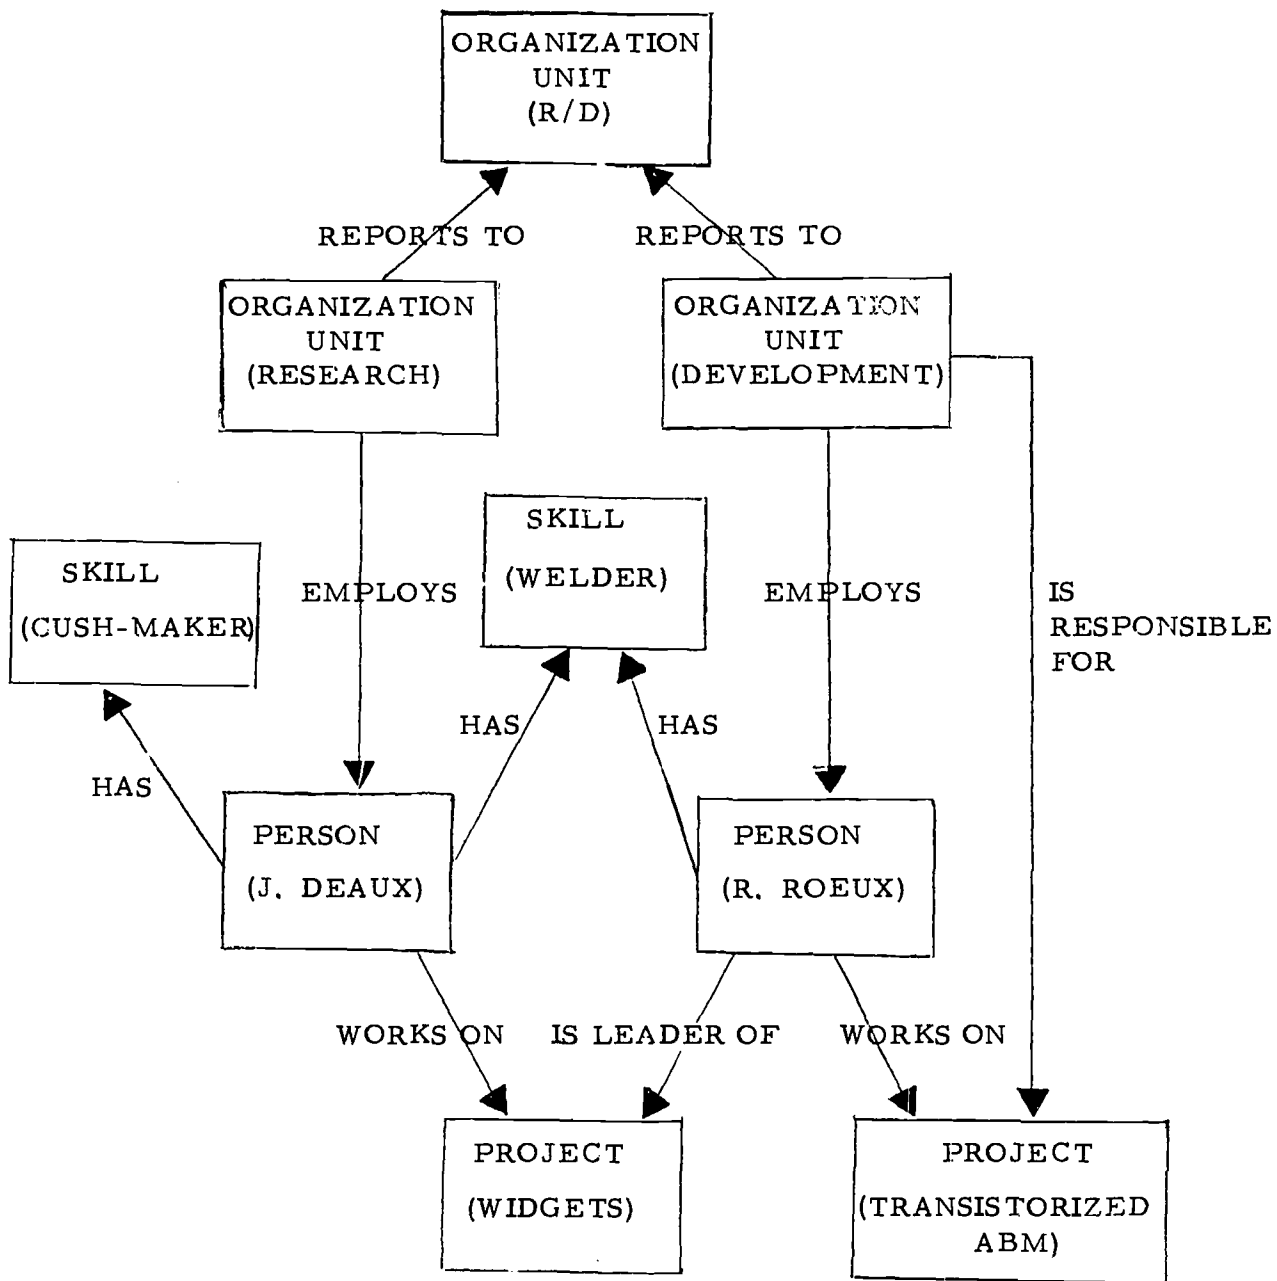 ORGANIZATION
UNIT
(R/D)
REPORTS TO
REPORTS TO
ORGANIZATION
UNIT
(RESEARCH)
ORGANIZATION
UNIT
(DEVELOPMENT)
SKILL
(CUSH-MAKER)
EMPLOYS
SKILL
(WELDER)
EMPLOYS
IS
RESPONSIBLE
FOR
HAS
HAS
HAS
PERSON
(J. DEAUX)
PERSON
(R. ROEUX)
WORKS ON
IS LEADER OF
WORKS ON
PROJECT
(WIDGETS)
PROJECT
(TRANSISTORIZED
ABM)